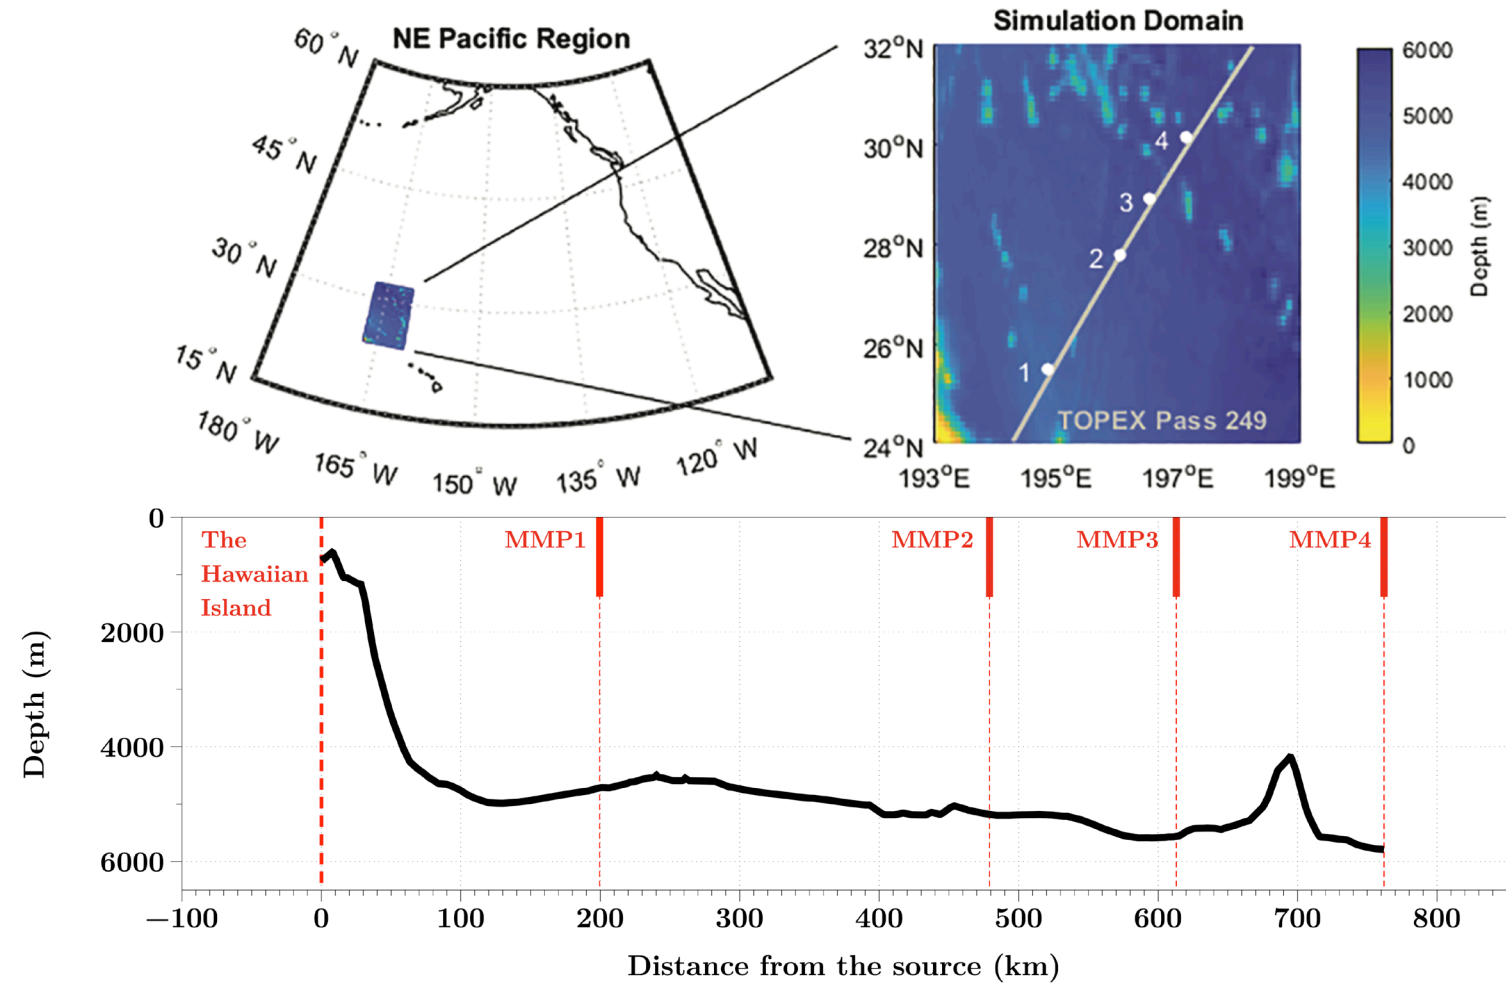 NE Pacific Region
60°N
45°N
30°N
15°N
180°W
165°W
150°W
135°W
120°W
Simulation Domain
32°N
30°N
28°N
26°N
24°N
193°E
195°E
197°E
199°E
4
3
2
1
TOPEX Pass 249
6000
5000
4000
3000
2000
1000
0
Depth (m)
The
Hawaiian
Island
MMP1
MMP2
MMP3
MMP4
0
2000
4000
6000
Depth (m)
−100
0
100
200
300
400
500
600
700
800
Distance from the source (km)